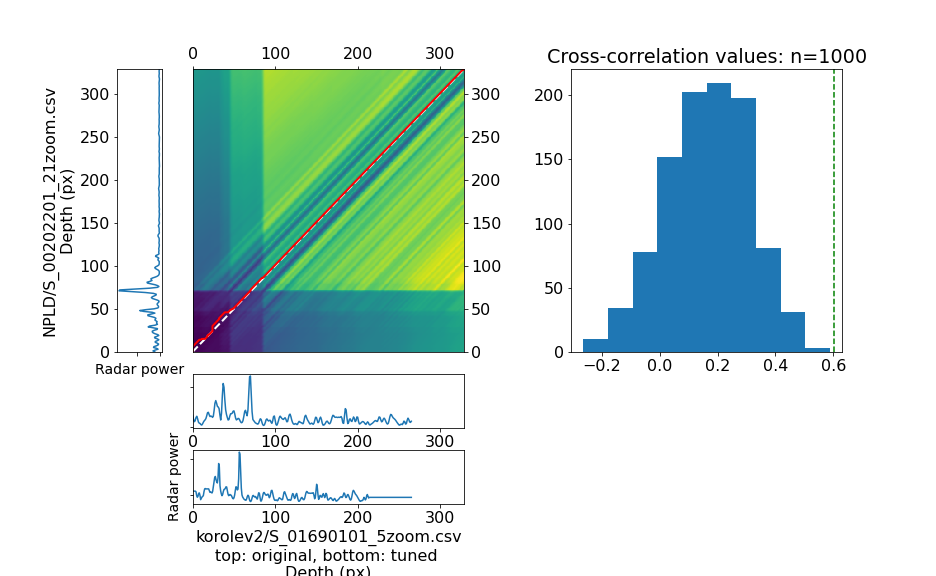 Cross-correlation values: n=1000
0 100 200 300
NPLD/S_00202201_21zoom.csv
Depth (px)
300
250
200
150
100
50
0
Radar power
300
250
200
150
100
50
0
200
150
100
50
0
−0.2 0.0 0.2 0.4 0.6
0 100 200 300
Radar power
0 100 200 300
korolev2/S_01690101_5zoom.csv
top: original, bottom: tuned
Depth (px)